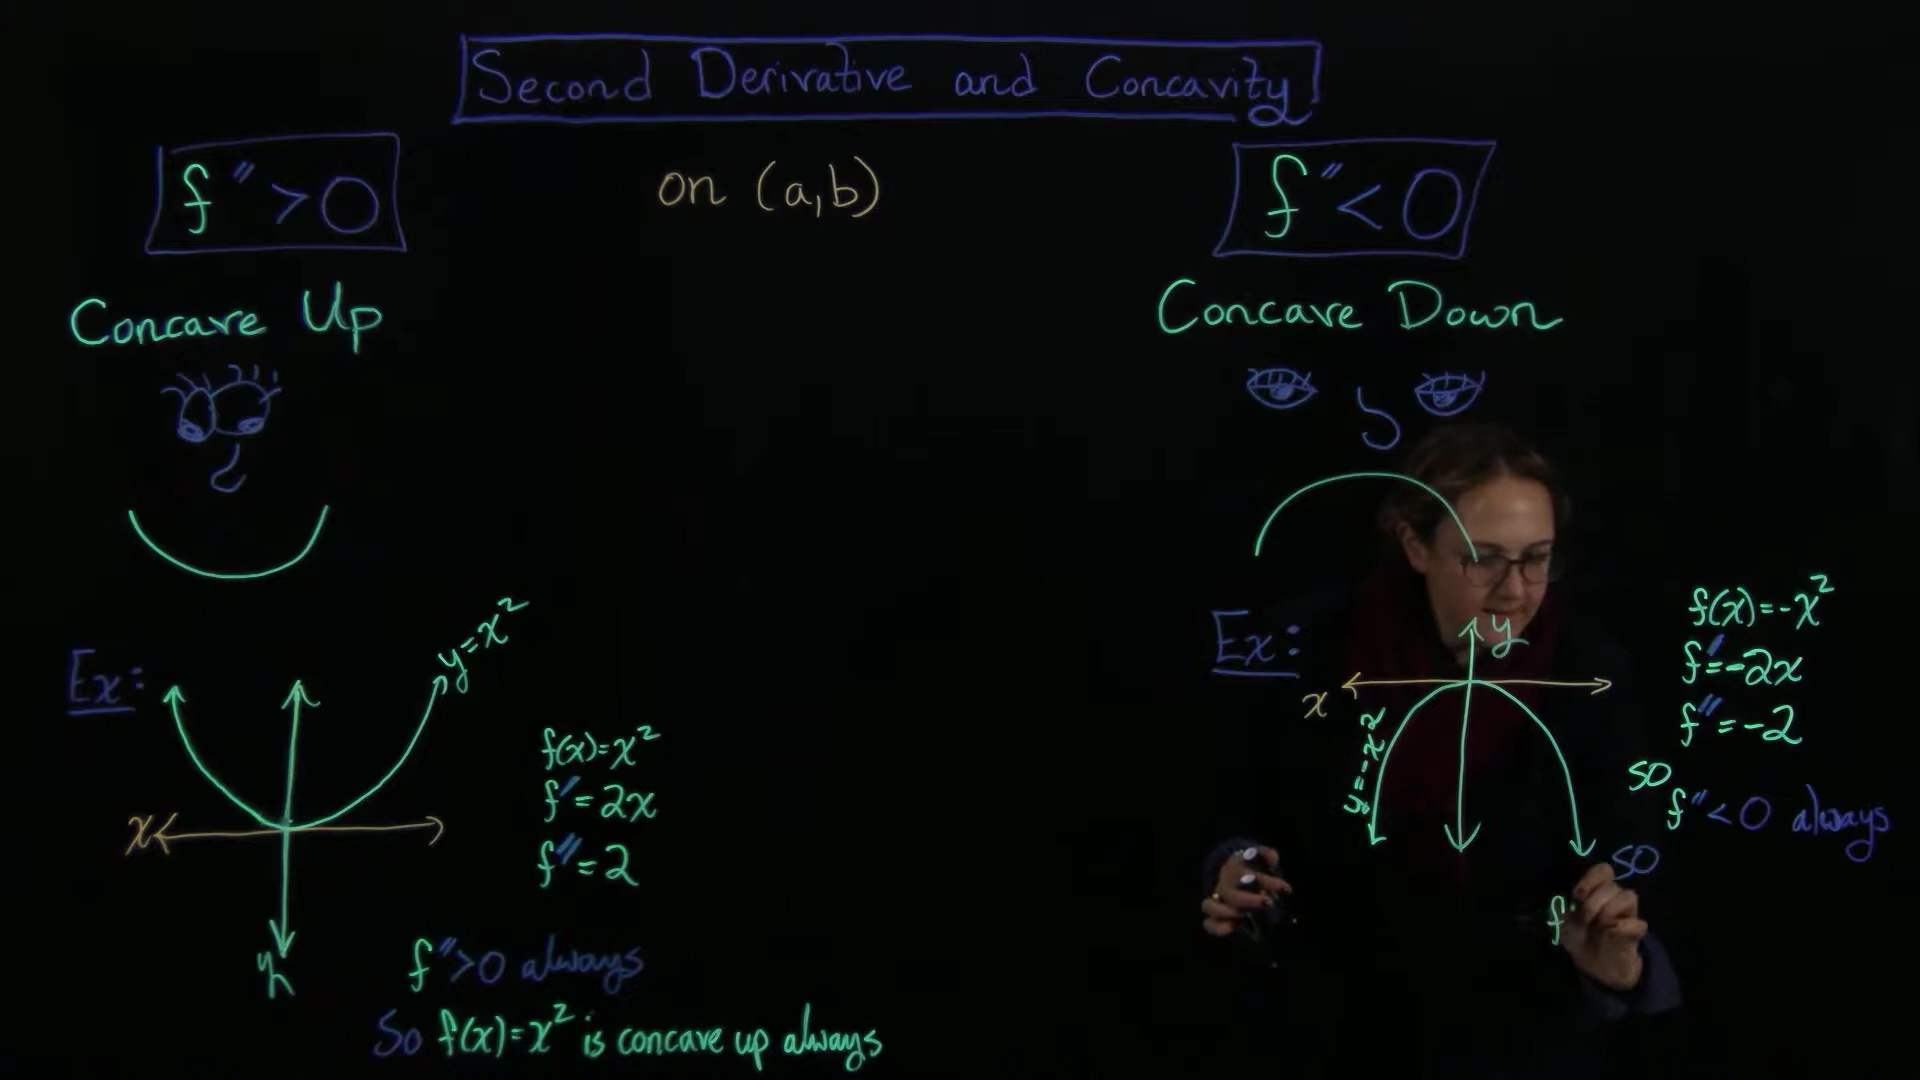 Second Derivative and Concavity
f'' > 0
on (a,b)
f'' < 0
Concave Up
Concave Down
Ex:
y=x²
x
f(x)=x²
f'=2x
f''=2
f''>0 always
So f(x)=x² is concave up always
Ex:
y
x
y=-x²
f(x)=-x²
f'=-2x
f''=-2
so
f''<0 always
so
f